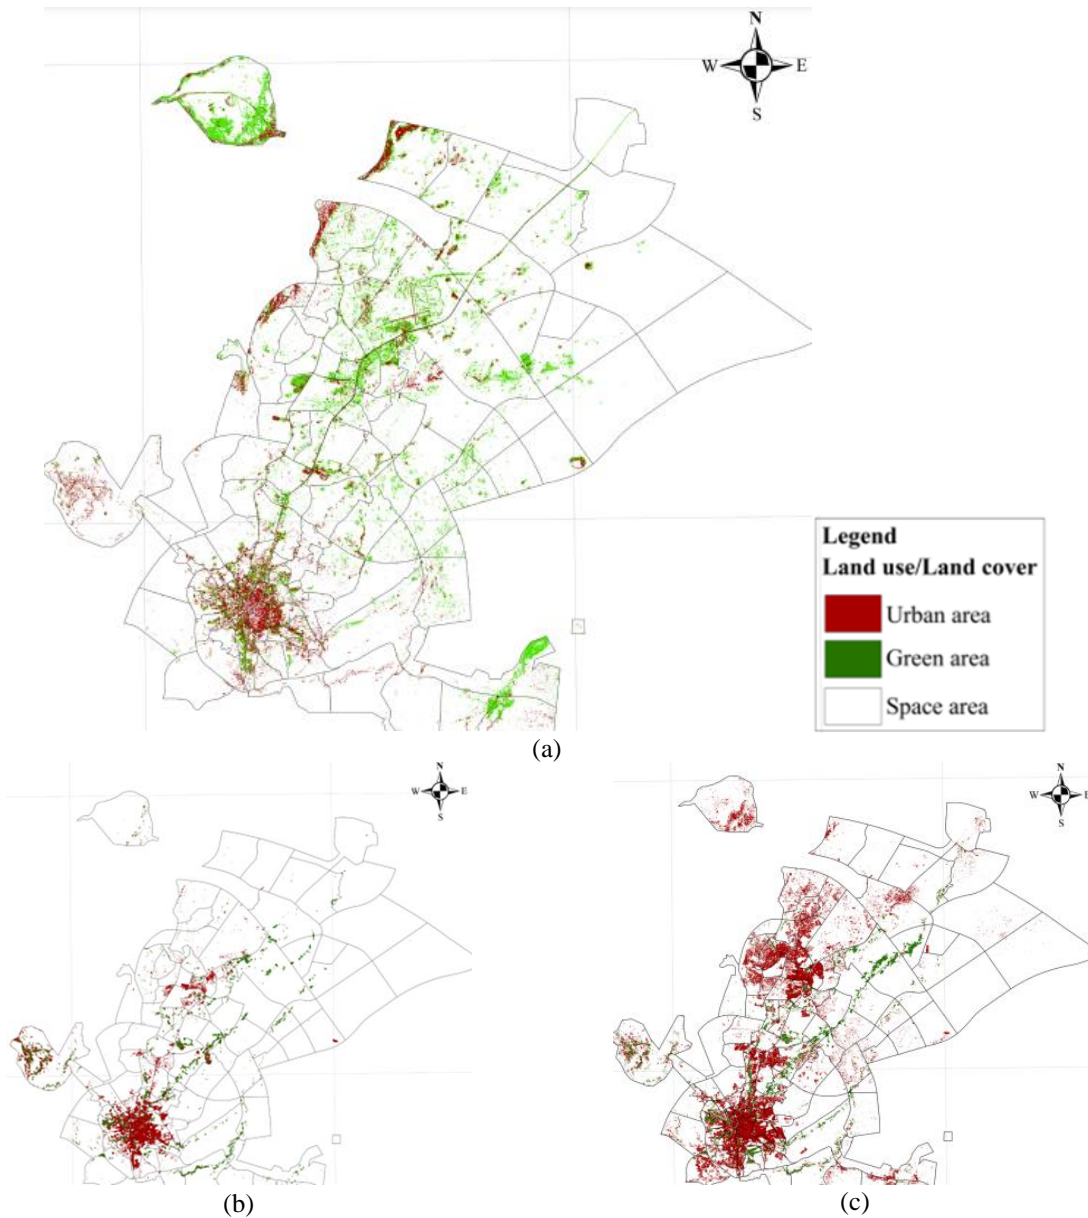 N
W E
S
Legend
Land use/Land cover
Urban area
Green area
Space area
(a)
N
W E
S
N
W E
S
(b)
(c)